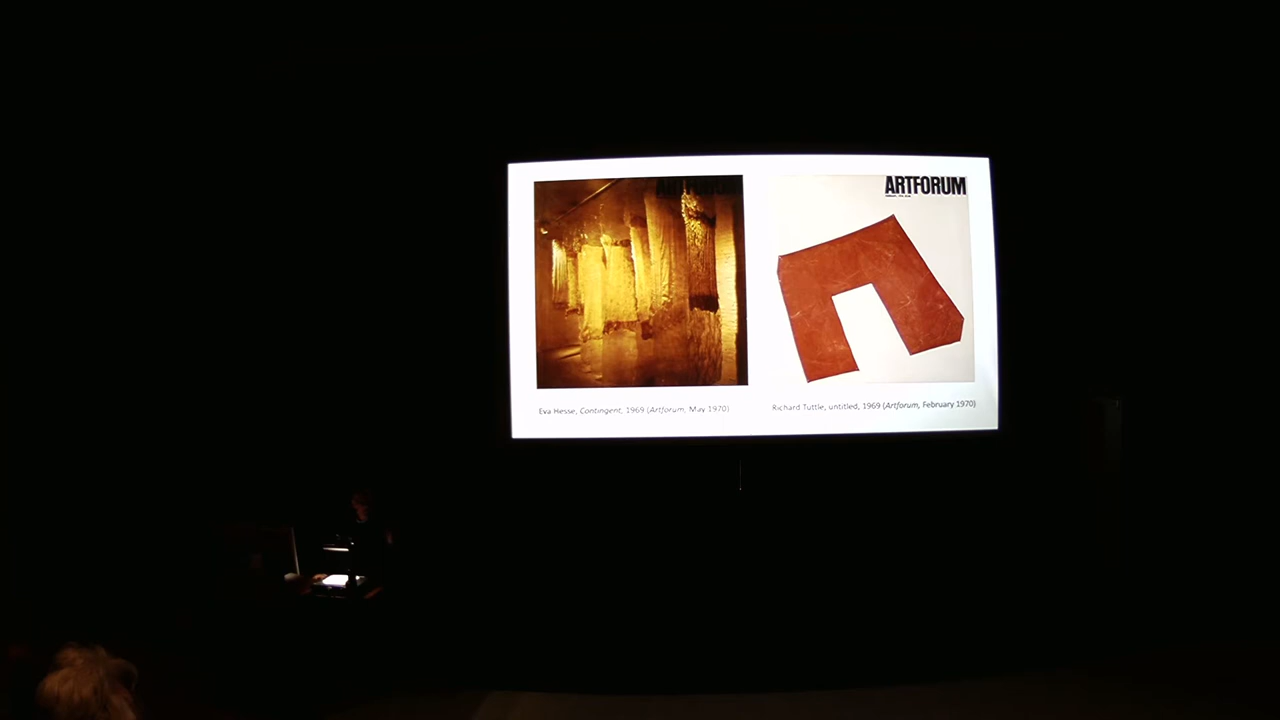 ARTFORUM
ARTFORUM
Eva Hesse, Contingent, 1969 (Artforum, May 1970)
Richard Tuttle, untitled, 1969 (Artforum, February 1970)